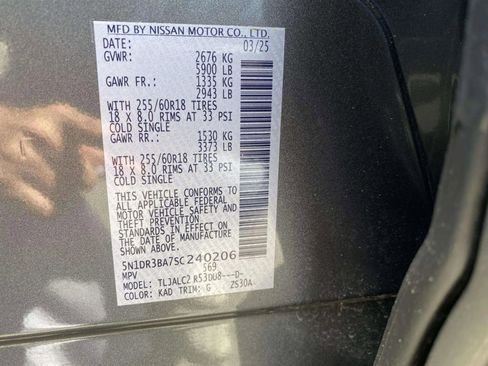 MFD BY NISSAN MOTOR CO., LTD.
DATE: 03/25
GVWR: 2676 KG
5900 LB
GAWR FR.: 1335 KG
2943 LB
WITH 255/60R18 TIRES
18 X 8.0 RIMS AT 33 PSI
COLD SINGLE
GAWR RR.: 1530 KG
3373 LB
WITH 255/60R18 TIRES
18 X 8.0 RIMS AT 33 PSI
COLD SINGLE
THIS VEHICLE CONFORMS TO
ALL APPLICABLE FEDERAL
MOTOR VEHICLE SAFETY AND
THEFT PREVENTION
STANDARDS IN EFFECT ON
THE DATE OF MANUFACTURE
SHOWN ABOVE.
5N1DR3BA7SC240206
MPV 569
MODEL: TLJALC2 R53DU8---D-
COLOR: KAD TRIM: G ZS30A